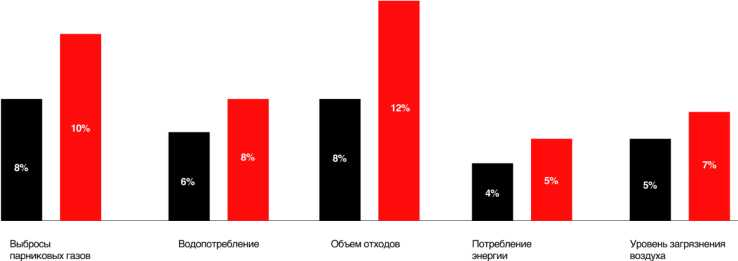 12%
10%
8%
7%
8%
6%
8%
4%
5%
5%
Выбросы
парниковых газов
Водопотребление
Объем отходов
Потребление
энергии
Уровень загрязнения
воздуха